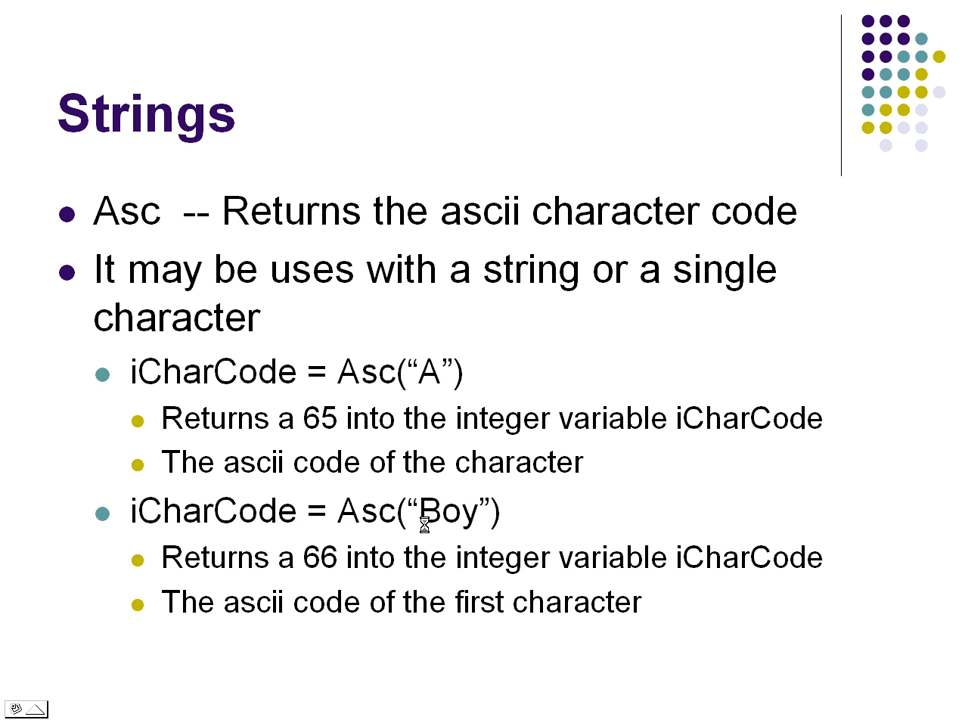 Strings
Asc -- Returns the ascii character code
It may be uses with a string or a single
character
iCharCode = Asc(“A”)
Returns a 65 into the integer variable iCharCode
The ascii code of the character
iCharCode = Asc(“Boy”)
Returns a 66 into the integer variable iCharCode
The ascii code of the first character